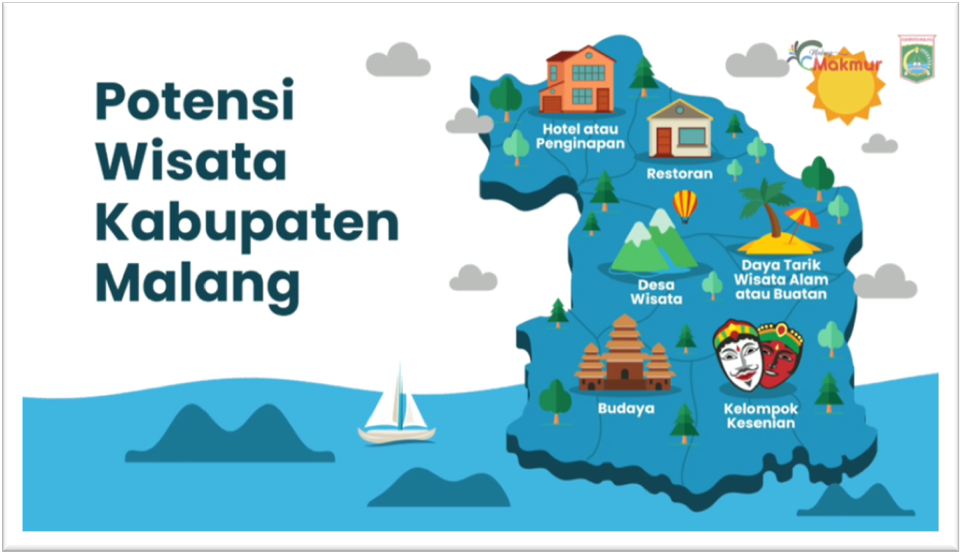 Potensi
Wisata
Kabupaten
Malang
Makmur
Hotel atau
Penginapan
Restoran
Desa
Wisata
Daya Tarik
Wisata Alam
atau Buatan
Budaya
Kelompok
Kesenian